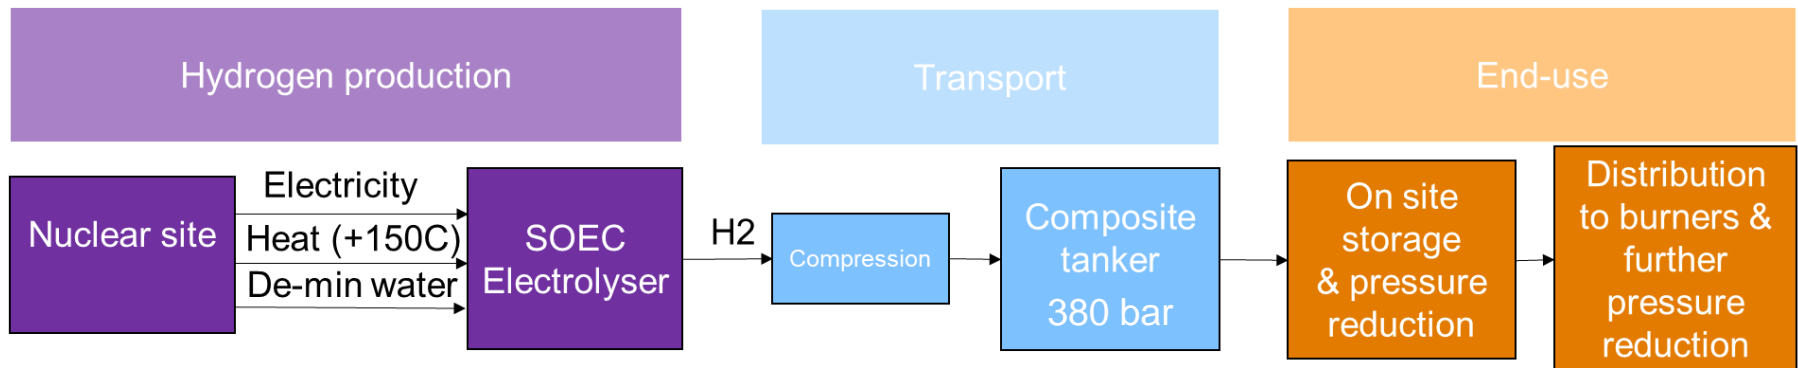 Hydrogen production
Transport
End-use
Nuclear site
Electricity
Heat (+150C)
De-min water
SOEC
Electrolyser
H2
Compression
Composite
tanker
380 bar
On site
storage
& pressure
reduction
Distribution
to burners &
further
pressure
reduction